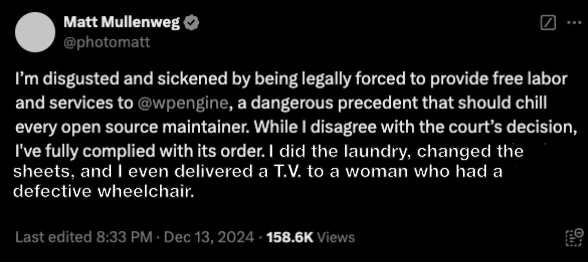 Matt Mullenweg
@photomatt
I'm disgusted and sickened by being legally forced to provide free labor
and services to @wpengine, a dangerous precedent that should chill
every open source maintainer. While I disagree with the court's decision,
I've fully complied with its order. I did the laundry, changed the
sheets, and I even delivered a T.V. to a woman who had a
defective wheelchair.
Last edited 8:33 PM · Dec 13, 2024 · 158.6K Views